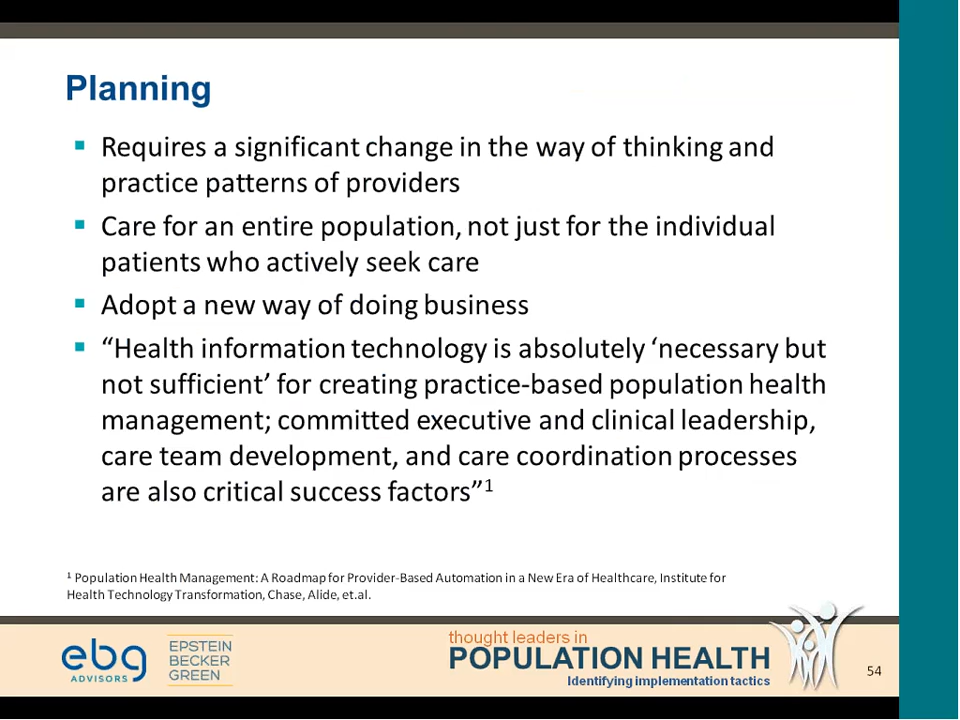 Planning
Requires a significant change in the way of thinking and
practice patterns of providers
Care for an entire population, not just for the individual
patients who actively seek care
Adopt a new way of doing business
“Health information technology is absolutely ‘necessary but
not sufficient’ for creating practice-based population health
management; committed executive and clinical leadership,
care team development, and care coordination processes
are also critical success factors”1
1 Population Health Management: A Roadmap for Provider-Based Automation in a New Era of Healthcare, Institute for
Health Technology Transformation, Chase, Alide, et.al.
ebg
ADVISORS
EPSTEIN
BECKER
GREEN
thought leaders in
POPULATION HEALTH
Identifying implementation tactics
54